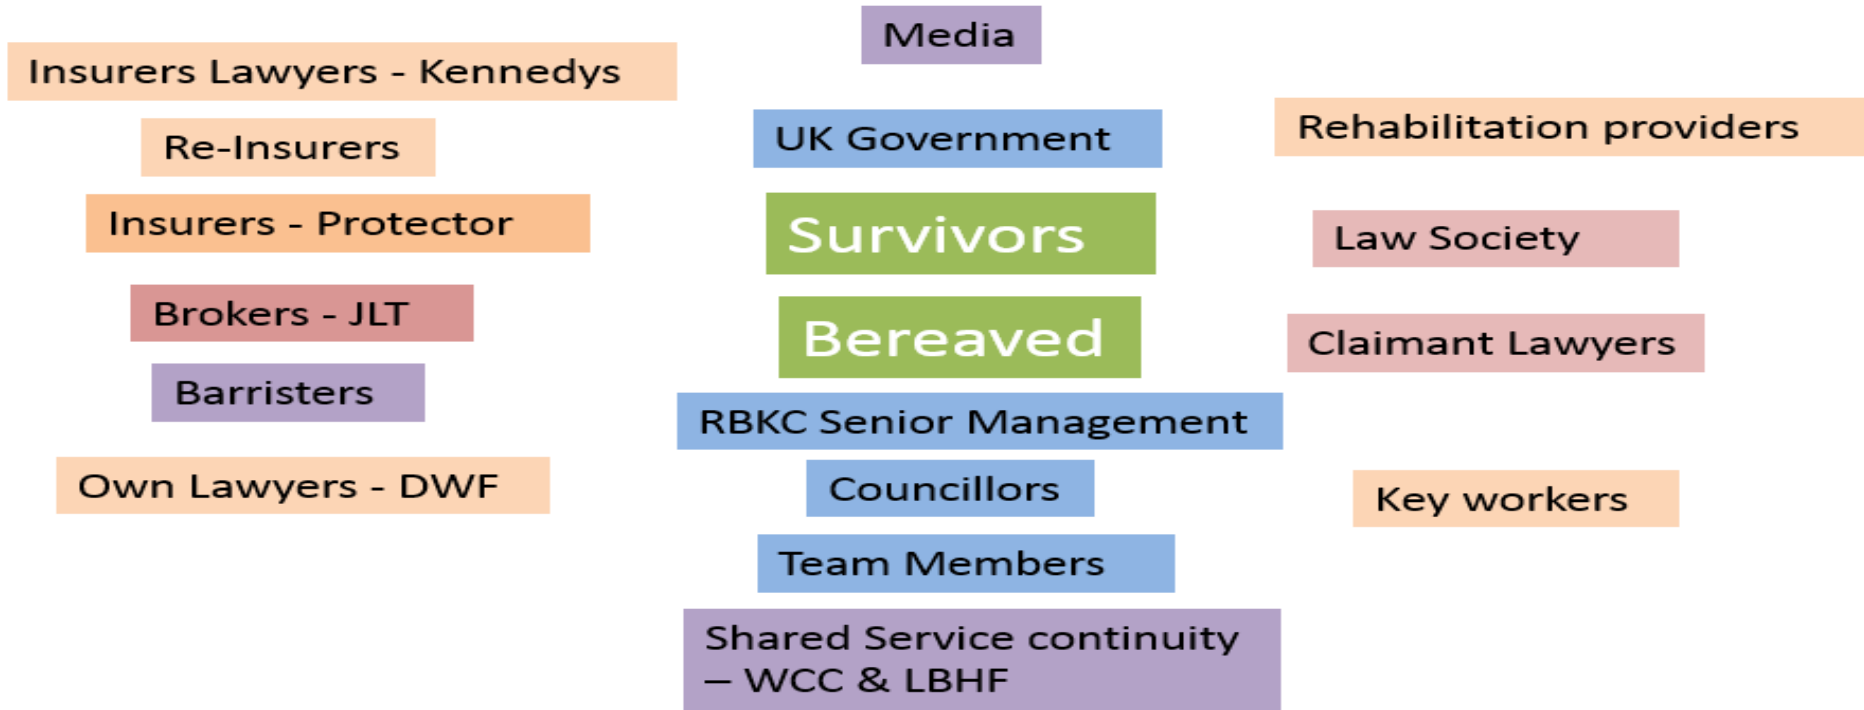 Media
Insurers Lawyers - Kennedys
Re-Insurers
Insurers - Protector
Brokers - JLT
Barristers
Own Lawyers - DWF
UK Government
Survivors
Bereaved
RBKC Senior Management
Councillors
Team Members
Shared Service continuity
– WCC & LBHF
Rehabilitation providers
Law Society
Claimant Lawyers
Key workers